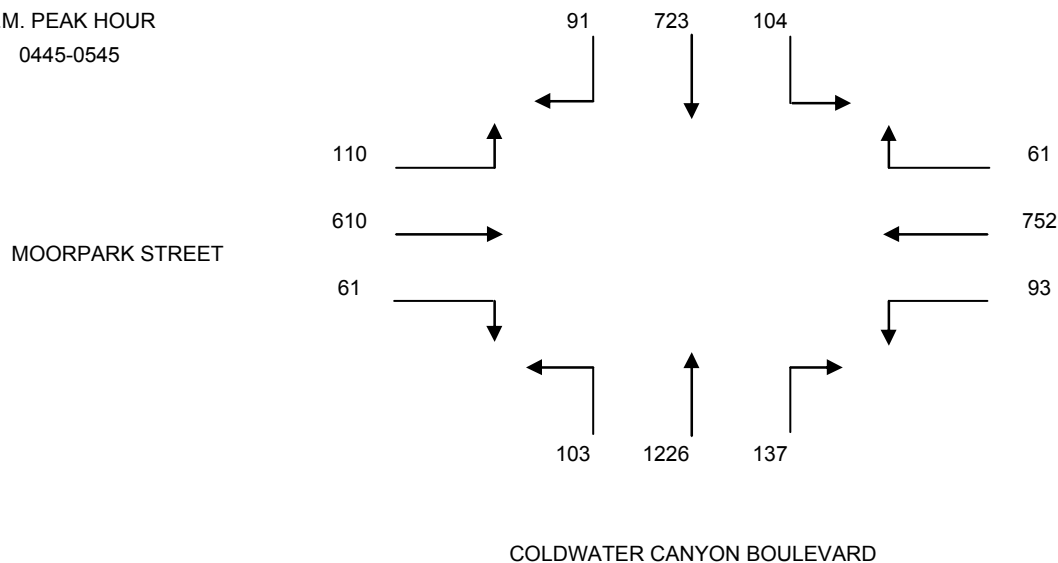 .M. PEAK HOUR
0445-0545
91 723 104
110 61
610 752
MOORPARK STREET
61 93
103 1226 137
COLDWATER CANYON BOULEVARD